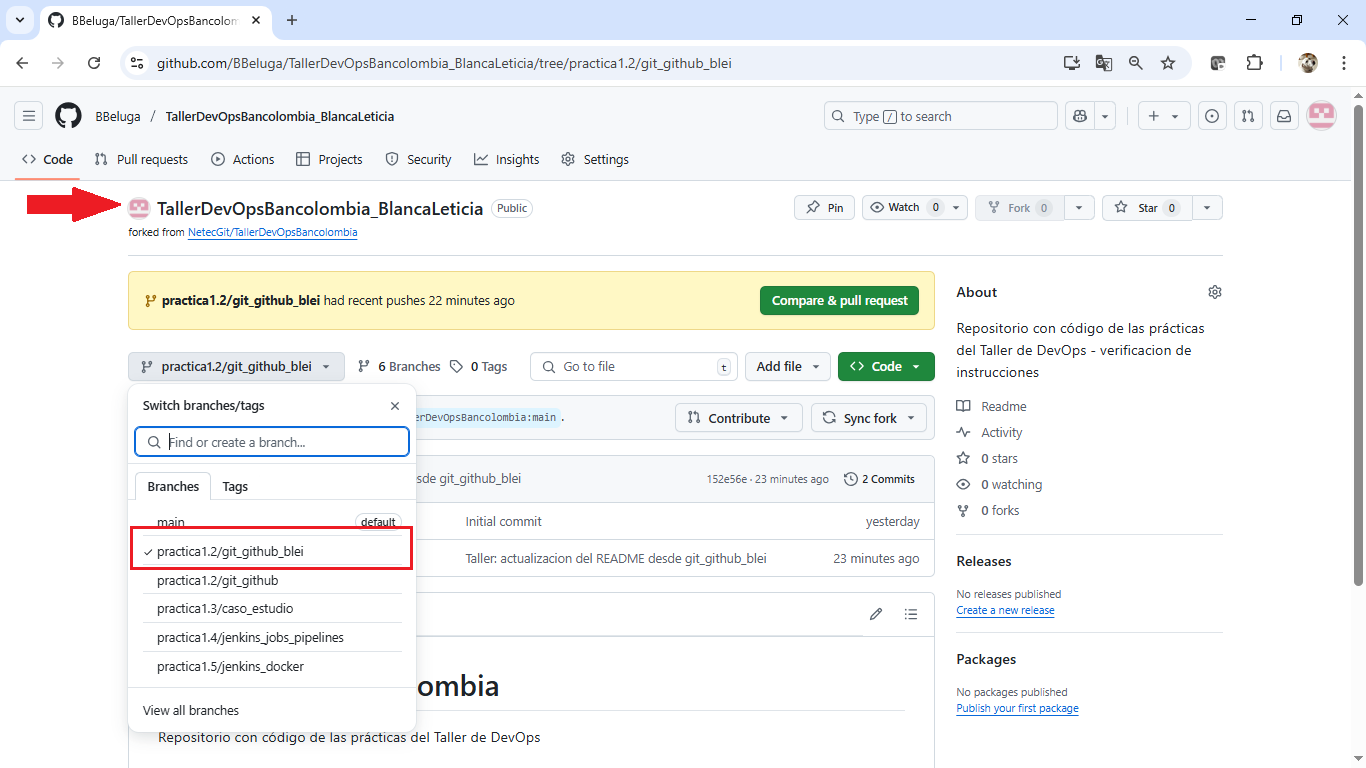 BBeluga/TallerDevOpsBancolom
github.com/BBeluga/TallerDevOpsBancolombia_BlancaLeticia/tree/practica1.2/git_github_blei
BBeluga / TallerDevOpsBancolombia_BlancaLeticia
Type / to search
Code Pull requests Actions Projects Security Insights Settings
TallerDevOpsBancolombia_BlancaLeticia Public
Pin Watch 0 Fork 0 Star 0
forked from NetecGit/TallerDevOpsBancolombia
practica1.2/git_github_blei had recent pushes 22 minutes ago
Compare & pull request
practica1.2/git_github_blei 6 Branches 0 Tags Go to file t Add file Code
Switch branches/tags
Find or create a branch...
Branches Tags
main default
practica1.2/git_github_blei
practica1.2/git_github
practica1.3/caso_estudio
practica1.4/jenkins_jobs_pipelines
practica1.5/jenkins_docker
View all branches
erDevOpsBancolombia:main .
Contribute Sync fork
sde git_github_blei 152e56e · 23 minutes ago 2 Commits
Initial commit yesterday
Taller: actualizacion del README desde git_github_blei 23 minutes ago
olombia
Repositorio con código de las prácticas del Taller de DevOps
About
Repositorio con código de las prácticas
del Taller de DevOps - verificacion de
instrucciones
Readme
Activity
0 stars
0 watching
0 forks
Releases
No releases published
Create a new release
Packages
No packages published
Publish your first package